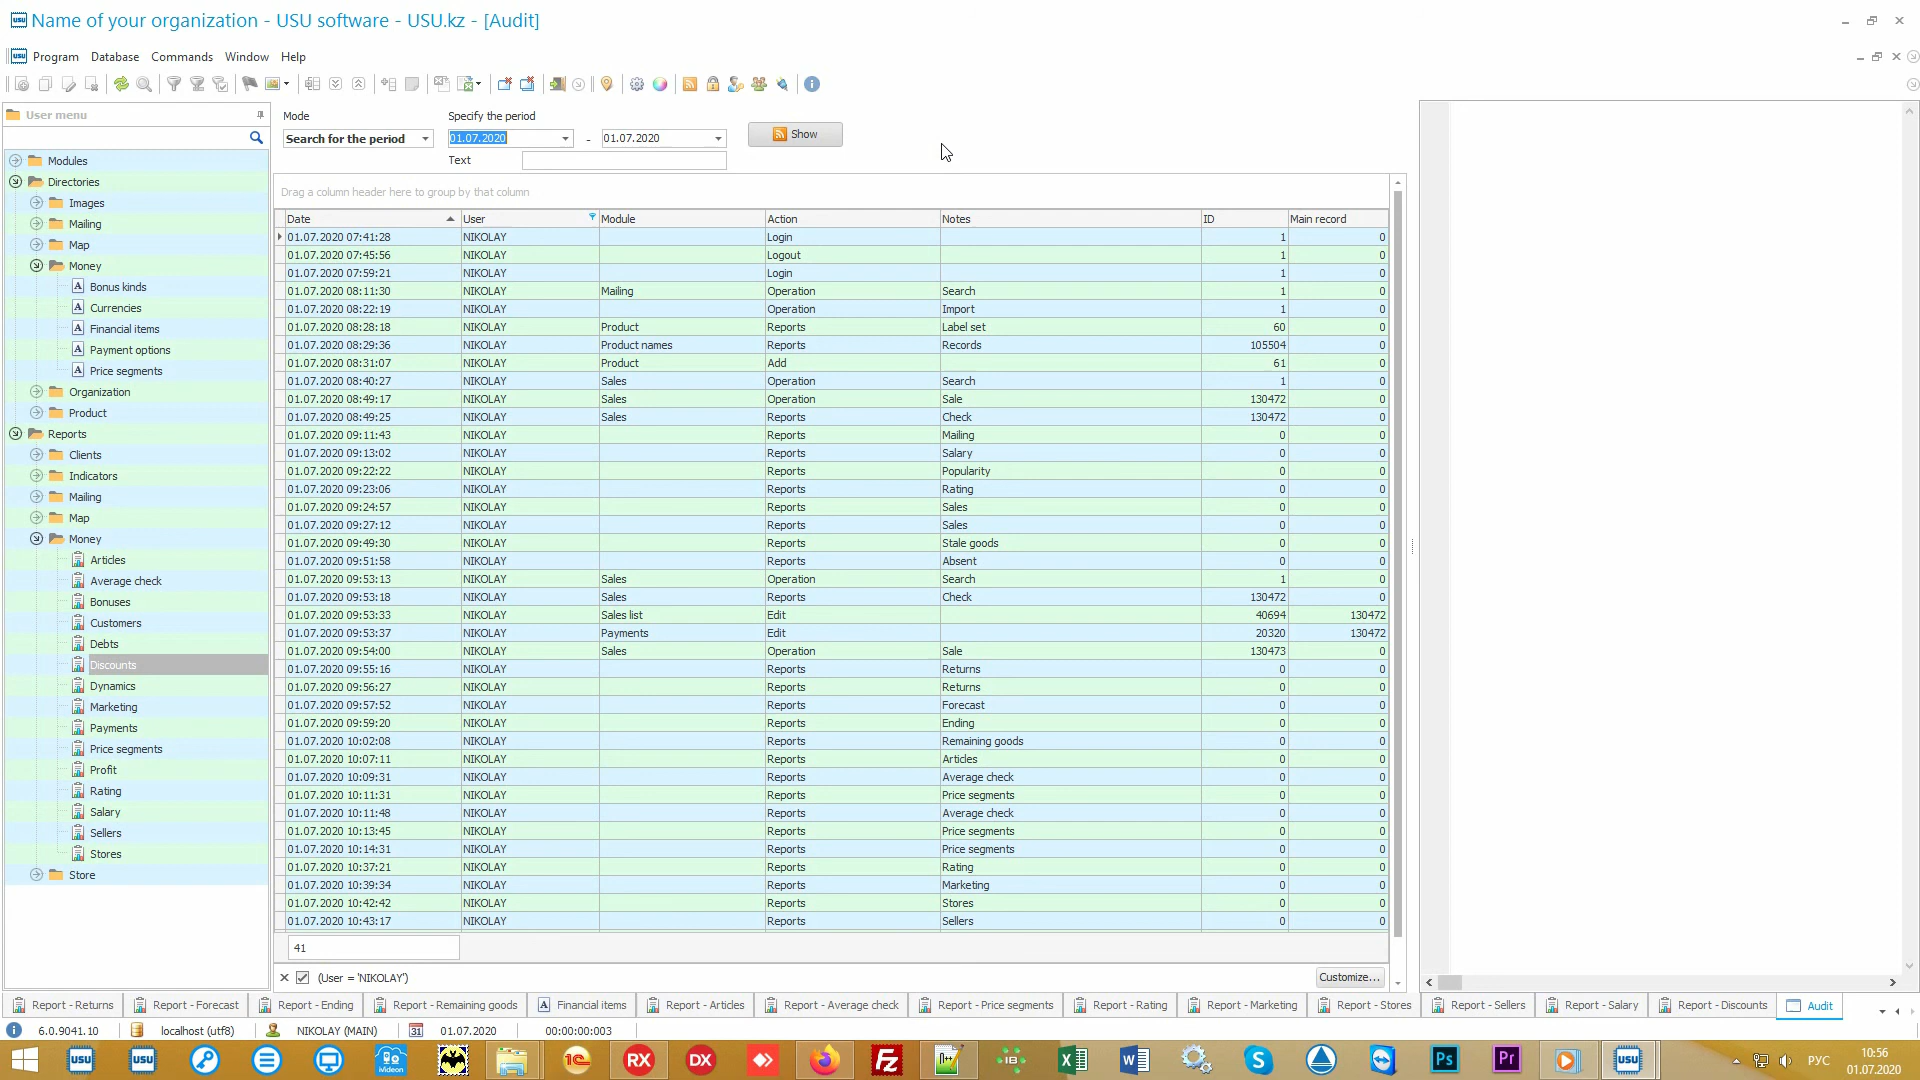 Name of your organization - USU software - USU.kz - [Audit]
Program Database Commands Window Help
User menu
Modules
Directories
Images
Mailing
Map
Money
Bonus kinds
Currencies
Financial items
Payment options
Price segments
Organization
Product
Reports
Clients
Indicators
Mailing
Map
Money
Articles
Average check
Bonuses
Customers
Debts
Discounts
Dynamics
Marketing
Payments
Price segments
Profit
Rating
Salary
Sellers
Stores
Store
Mode Specify the period
Search for the period 01.07.2020 - 01.07.2020 Show
Text
Drag a column header here to group by that column
Date User Module Action Notes ID Main record
01.07.2020 07:41:28 NIKOLAY Login 1 0
01.07.2020 07:45:56 NIKOLAY Logout 1 0
01.07.2020 07:59:21 NIKOLAY Login 1 0
01.07.2020 08:11:30 NIKOLAY Mailing Operation Search 1 0
01.07.2020 08:22:19 NIKOLAY Operation Import 1 0
01.07.2020 08:28:18 NIKOLAY Product Reports Label set 60 0
01.07.2020 08:29:36 NIKOLAY Product names Reports Records 105504 0
01.07.2020 08:31:07 NIKOLAY Product Add 61 0
01.07.2020 08:40:27 NIKOLAY Sales Operation Search 1 0
01.07.2020 08:49:17 NIKOLAY Sales Operation Sale 130472 0
01.07.2020 08:49:25 NIKOLAY Sales Reports Check 130472 0
01.07.2020 09:11:43 NIKOLAY Reports Mailing 0 0
01.07.2020 09:13:02 NIKOLAY Reports Salary 0 0
01.07.2020 09:22:22 NIKOLAY Reports Popularity 0 0
01.07.2020 09:23:06 NIKOLAY Reports Rating 0 0
01.07.2020 09:24:57 NIKOLAY Reports Sales 0 0
01.07.2020 09:27:12 NIKOLAY Reports Sales 0 0
01.07.2020 09:49:30 NIKOLAY Reports Stale goods 0 0
01.07.2020 09:51:58 NIKOLAY Reports Absent 0 0
01.07.2020 09:53:13 NIKOLAY Sales Operation Search 1 0
01.07.2020 09:53:18 NIKOLAY Sales Reports Check 130472 0
01.07.2020 09:53:33 NIKOLAY Sales list Edit 40694 130472
01.07.2020 09:53:37 NIKOLAY Payments Edit 20320 130472
01.07.2020 09:54:00 NIKOLAY Sales Operation Sale 130473 0
01.07.2020 09:55:16 NIKOLAY Reports Returns 0 0
01.07.2020 09:56:27 NIKOLAY Reports Returns 0 0
01.07.2020 09:57:52 NIKOLAY Reports Forecast 0 0
01.07.2020 09:59:20 NIKOLAY Reports Ending 0 0
01.07.2020 10:02:08 NIKOLAY Reports Remaining goods 0 0
01.07.2020 10:07:11 NIKOLAY Reports Articles 0 0
01.07.2020 10:09:31 NIKOLAY Reports Average check 0 0
01.07.2020 10:11:31 NIKOLAY Reports Price segments 0 0
01.07.2020 10:11:48 NIKOLAY Reports Average check 0 0
01.07.2020 10:13:45 NIKOLAY Reports Price segments 0 0
01.07.2020 10:14:31 NIKOLAY Reports Price segments 0 0
01.07.2020 10:37:21 NIKOLAY Reports Rating 0 0
01.07.2020 10:39:34 NIKOLAY Reports Marketing 0 0
01.07.2020 10:42:42 NIKOLAY Reports Stores 0 0
01.07.2020 10:43:17 NIKOLAY Reports Sellers 0 0
41
(User = 'NIKOLAY') Customize...
Report - Returns Report - Forecast Report - Ending Report - Remaining goods Financial items Report - Articles Report - Average check Report - Price segments Report - Rating Report - Marketing Report - Stores Report - Sellers Report - Salary Report - Discounts Audit
6.0.9041.10 localhost (utf8) NIKOLAY (MAIN) 31 01.07.2020 00:00:00:003
USU USU ivideon 1C RX DX FZ IB X W S Ps Pr USU РУС 10:56
01.07.2020